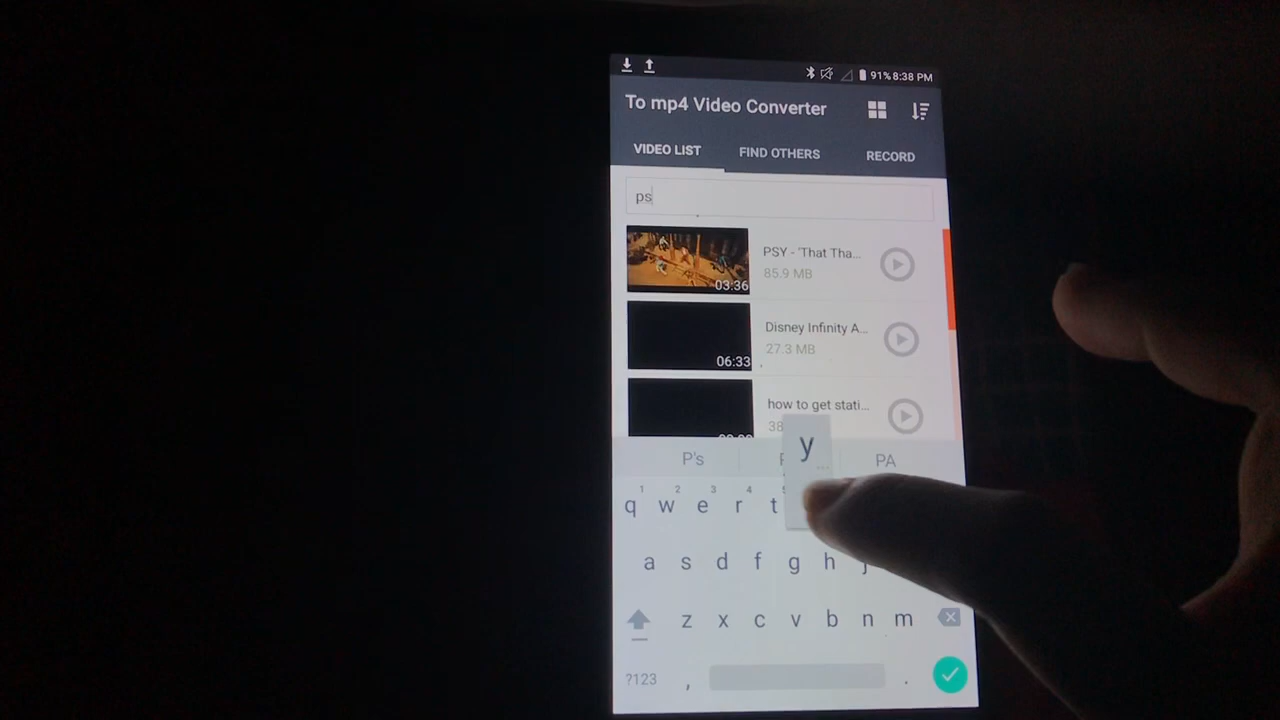 91% 8:38 PM
To mp4 Video Converter
VIDEO LIST FIND OTHERS RECORD
ps
PSY - 'That Tha...
85.9 MB
03:36
Disney Infinity A...
27.3 MB
06:33
how to get stati...
38
y
P's PA
1 2 3 4
q w e r t
a s d f g h j
z x c v b n m
?123 , .